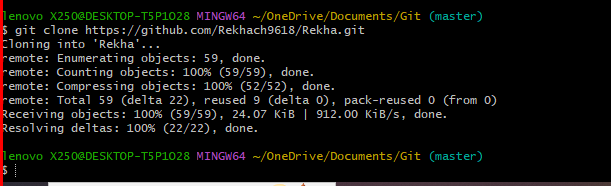 lenovo X250@DESKTOP-T5P1O28 MINGW64 ~/OneDrive/Documents/Git (master)
$ git clone https://github.com/Rekhach9618/Rekha.git
Cloning into 'Rekha'...
remote: Enumerating objects: 59, done.
remote: Counting objects: 100% (59/59), done.
remote: Compressing objects: 100% (52/52), done.
remote: Total 59 (delta 22), reused 9 (delta 0), pack-reused 0 (from 0)
Receiving objects: 100% (59/59), 24.07 KiB | 912.00 KiB/s, done.
Resolving deltas: 100% (22/22), done.
lenovo X250@DESKTOP-T5P1O28 MINGW64 ~/OneDrive/Documents/Git (master)
$